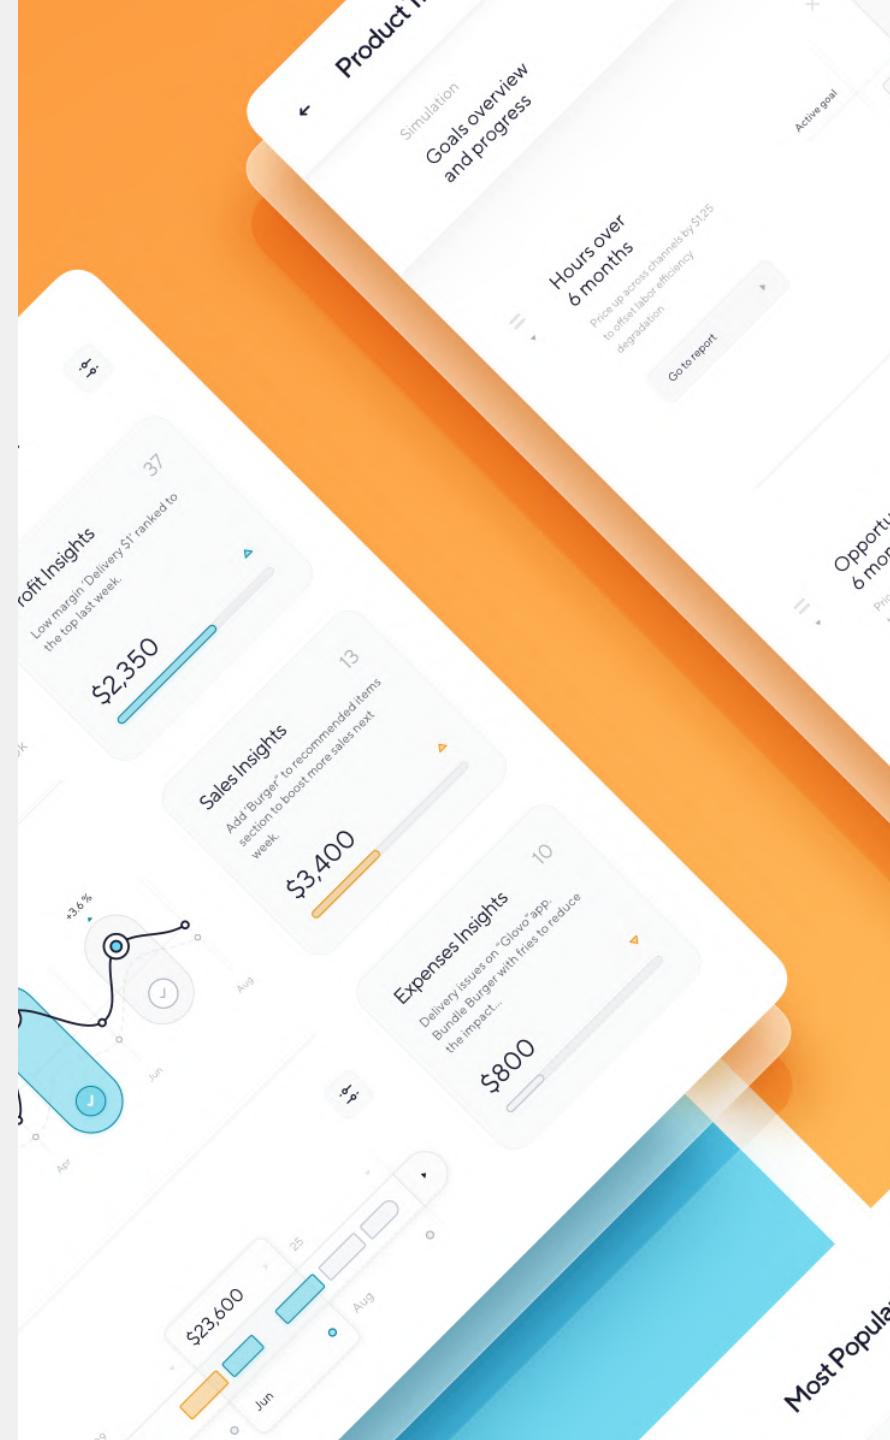 Product
Simulation
Goals overview
and progress
Active goal
Hours over
6 months
Price up across channels by $1,25
to offset labor efficiency
degradation
Go to report
6
37
Low margin 'Delivery $1' ranked to
the top last week.
$2,350
Insights
13
Sales Insights
Add 'Burger" to recommended items
section to boost more sales next
week.
$3,400
10
Expenses Insights
Delivery issues on "Glovo"app.
Bundle Burger with fries to reduce
the impact...
$800
+3.6 %
Apr
Jun
Aug
25
$23,600
Jun
Aug
Most